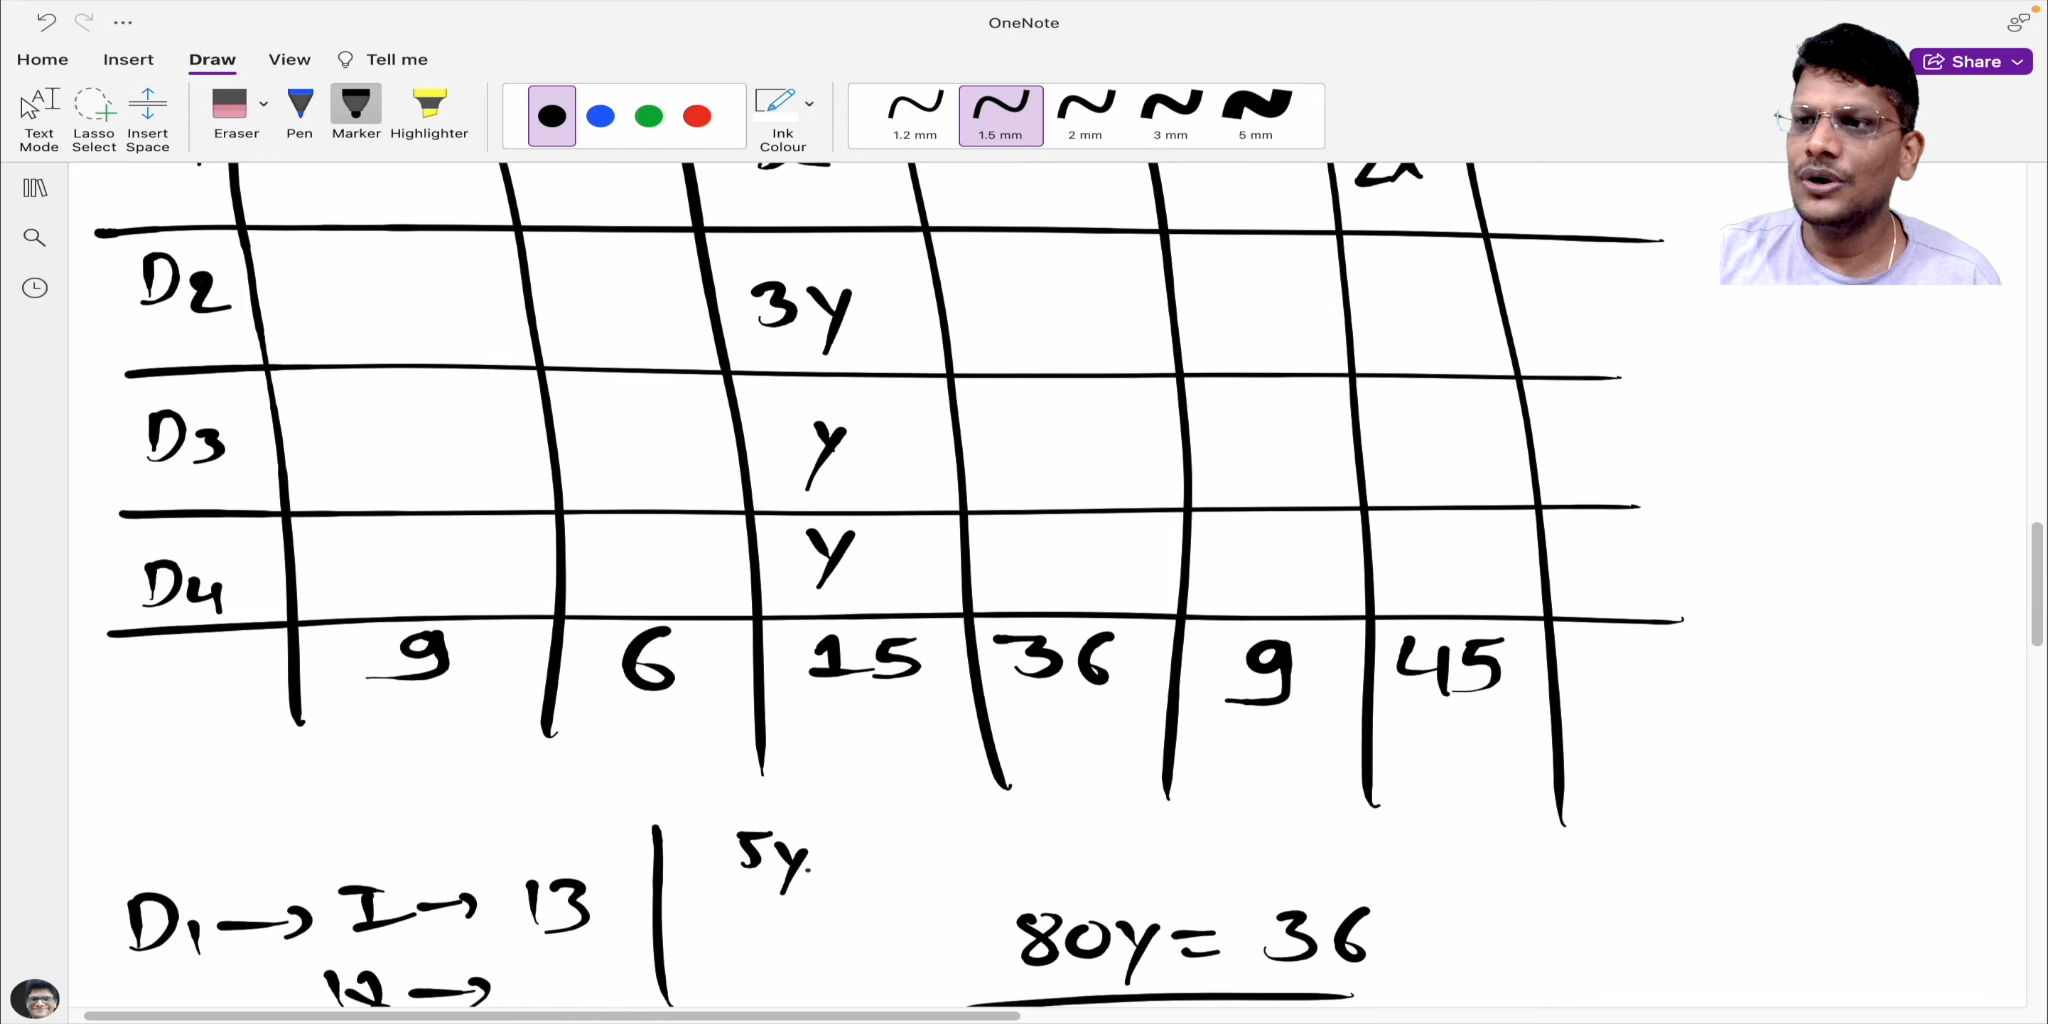 OneNote
Home Insert Draw View Tell me
Share
Text Mode
Lasso Select
Insert Space
Eraser
Pen
Marker
Highlighter
Ink Colour
1.2 mm
1.5 mm
2 mm
3 mm
5 mm
D2 3y
D3 y
D4 y
9 6 15 36 9 45
5y
D1 → I → 13
80y = 36